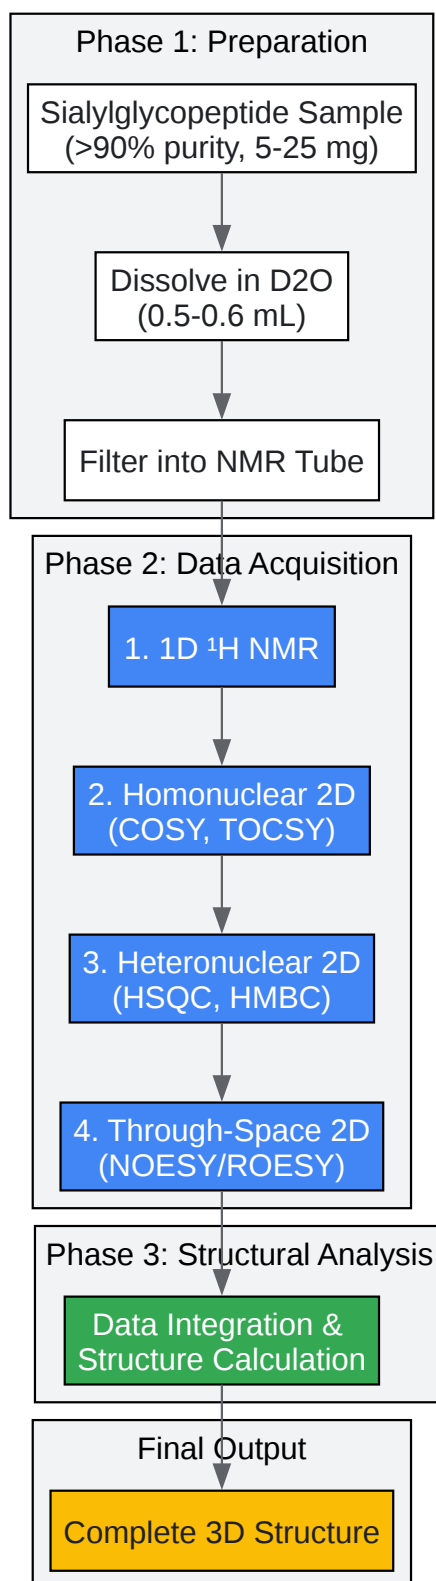 Phase 1: Preparation
Sialylglycopeptide Sample
(>90% purity, 5-25 mg)
Dissolve in D2O
(0.5-0.6 mL)
Filter into NMR Tube
Phase 2: Data Acquisition
1. 1D ¹H NMR
2. Homonuclear 2D
(COSY, TOCSY)
3. Heteronuclear 2D
(HSQC, HMBC)
4. Through-Space 2D
(NOESY/ROESY)
Phase 3: Structural Analysis
Data Integration &
Structure Calculation
Final Output
Complete 3D Structure